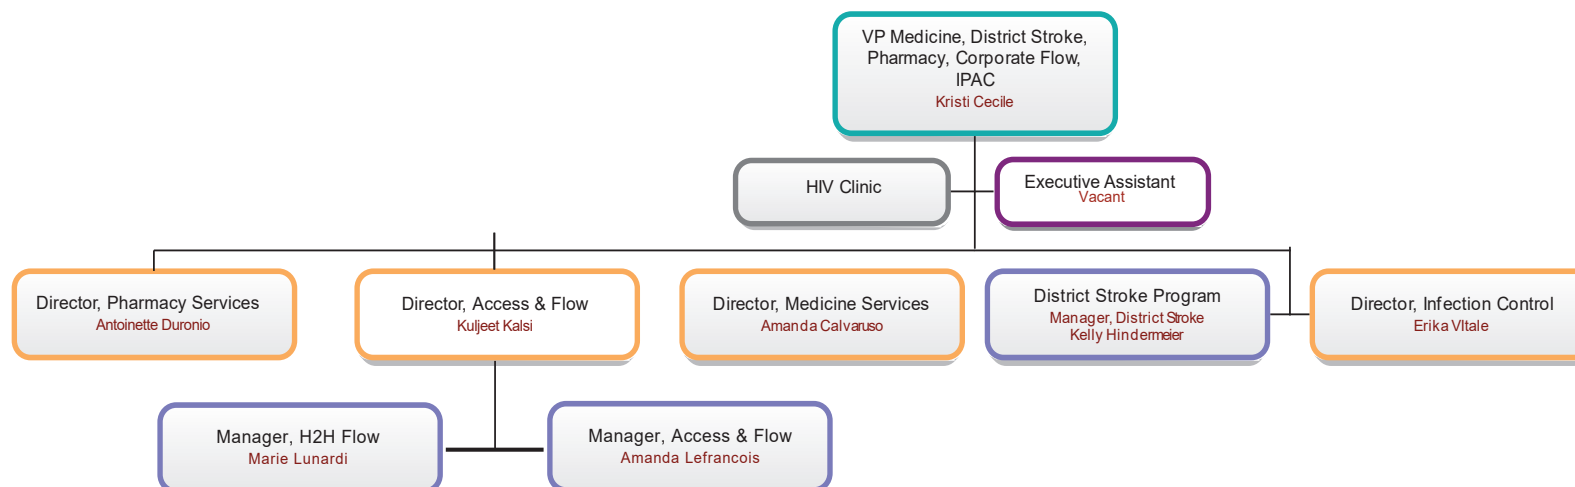 VP Medicine, District Stroke,
Pharmacy, Corporate Flow,
IPAC
Kristi Cecile
HIV Clinic
Executive Assistant
Vacant
Director, Pharmacy Services
Antoinette Duronio
Director, Access & Flow
Kuljeet Kalsi
Director, Medicine Services
Amanda Calvaruso
District Stroke Program
Manager, District Stroke
Kelly Hindermeier
Director, Infection Control
Erika VItale
Manager, H2H Flow
Marie Lunardi
Manager, Access & Flow
Amanda Lefrancois